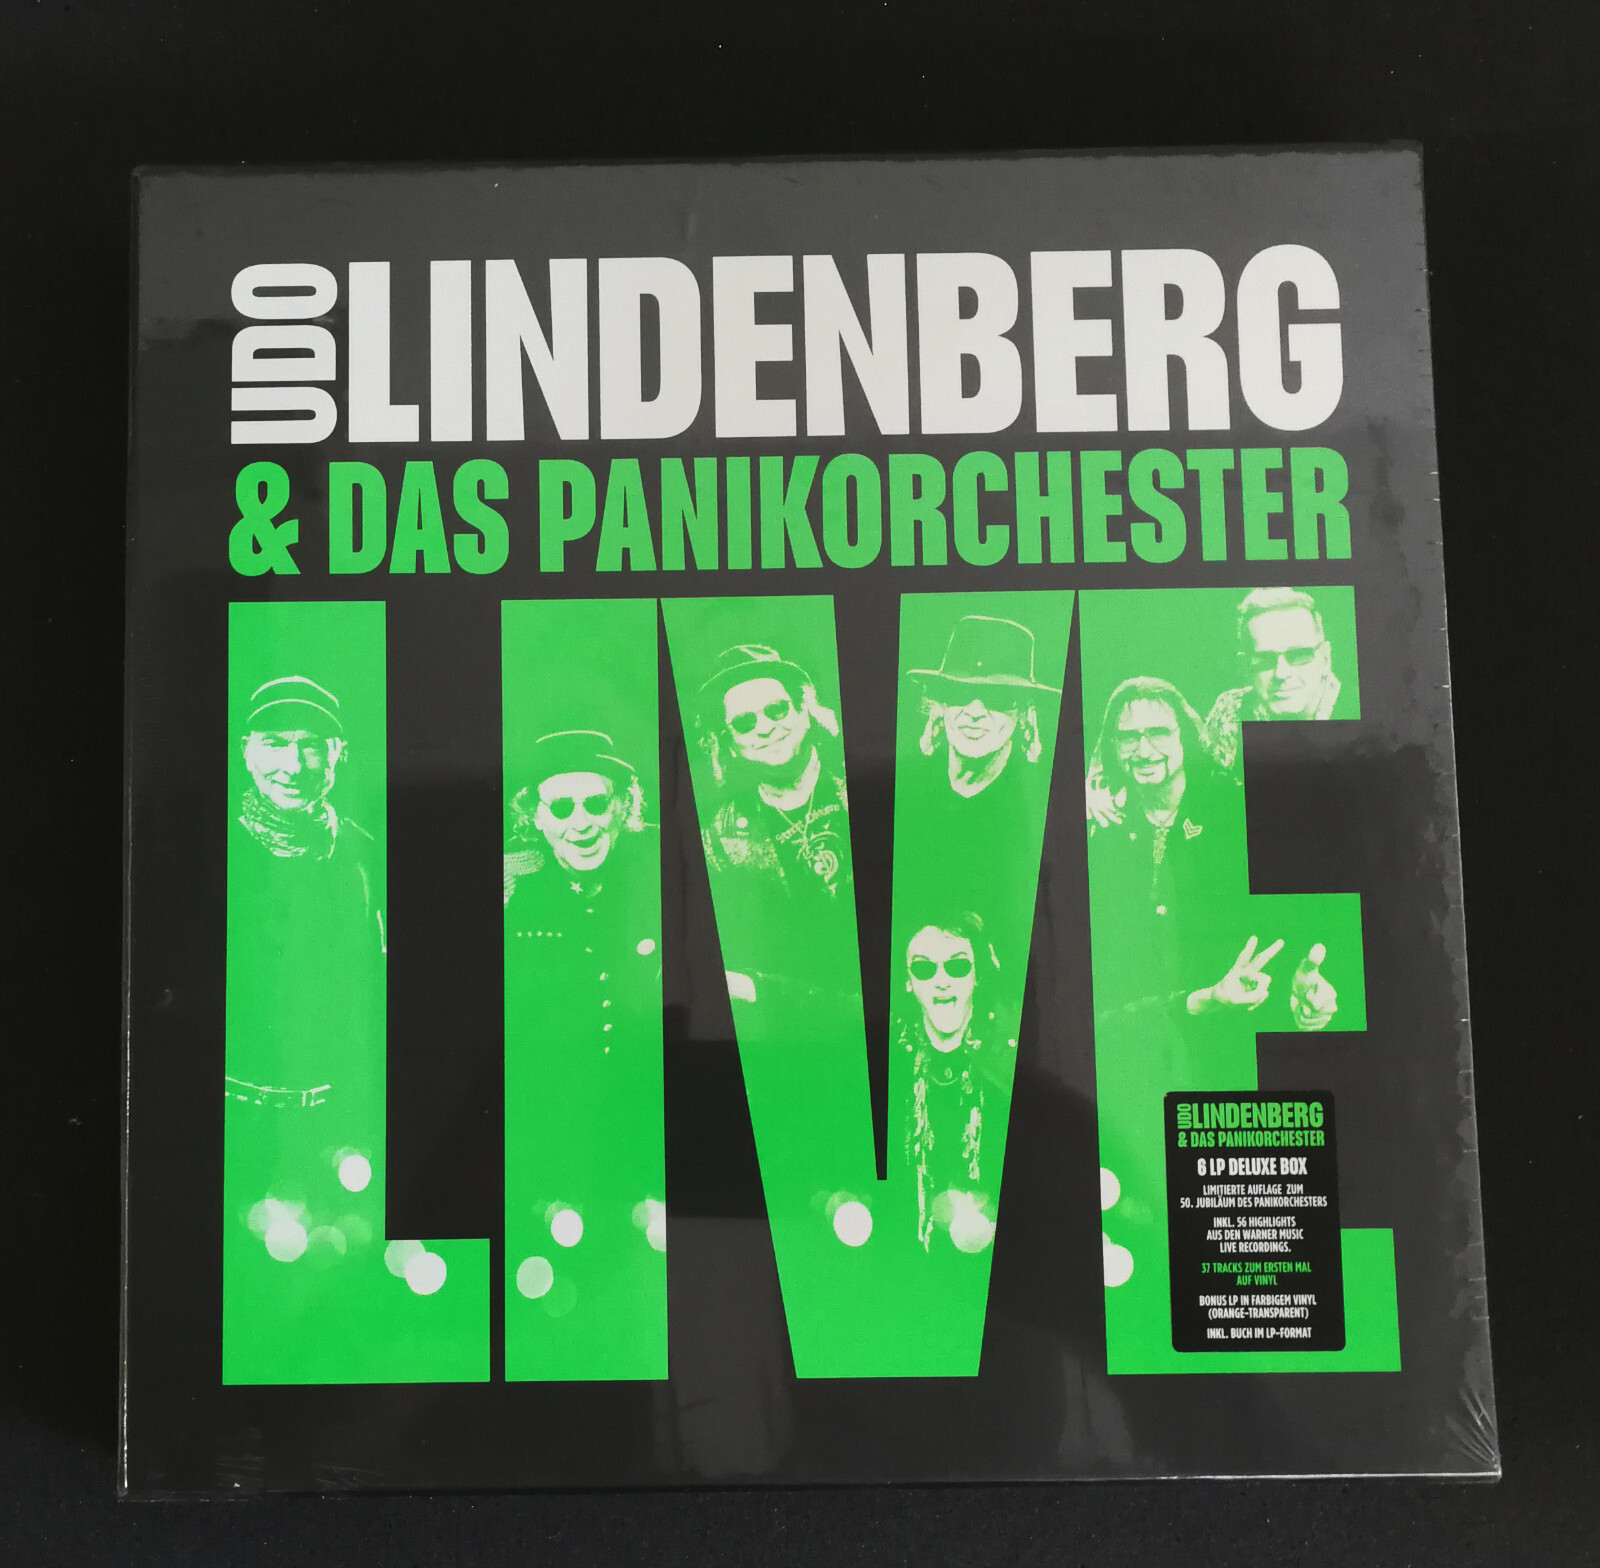 UDO LINDENBERG
& DAS PANIKORCHESTER
LIVE
UDO LINDENBERG
& DAS PANIKORCHESTER
6 LP DELUXE BOX
LIMITIERTE AUFLAGE ZUM
50. JUBILÄUM DES PANIKORCHESTERS
INKL. 56 HIGHLIGHTS
AUS DEN WARNER MUSIC
LIVE RECORDINGS.
37 TRACKS ZUM ERSTEN MAL
AUF VINYL
BONUS LP IN FARBIGEM VINYL
(ORANGE-TRANSPARENT)
INKL. BUCH IM LP-FORMAT